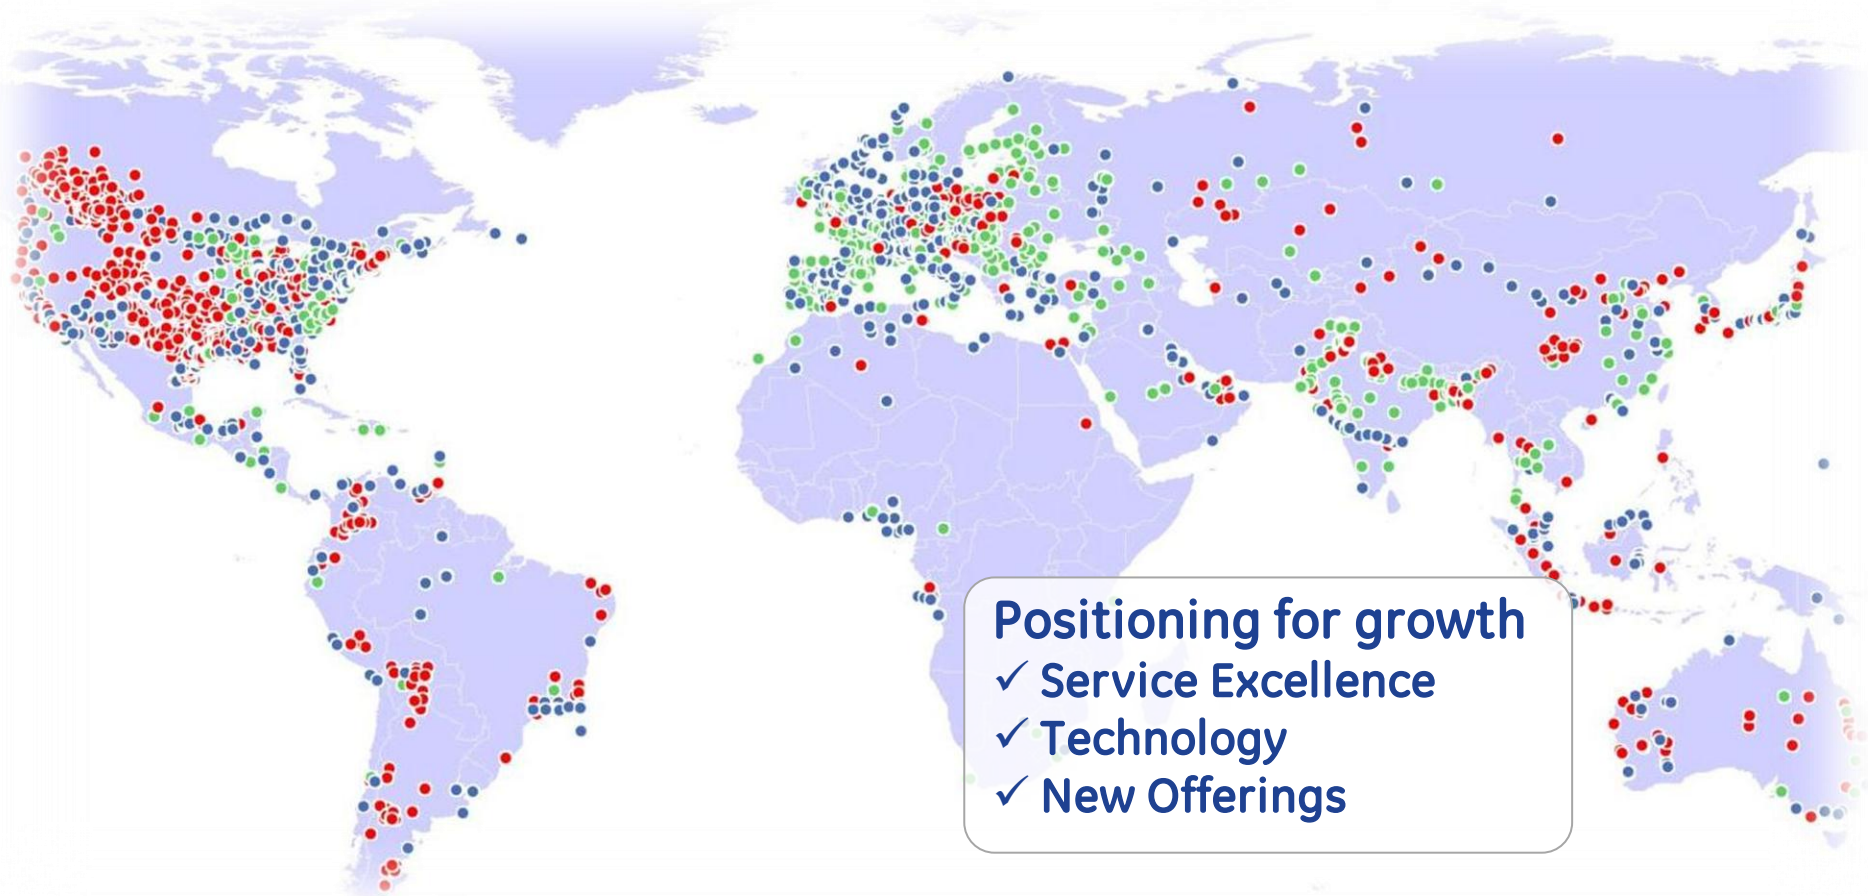 Positioning for growth
✓ Service Excellence
✓ Technology
✓ New Offerings